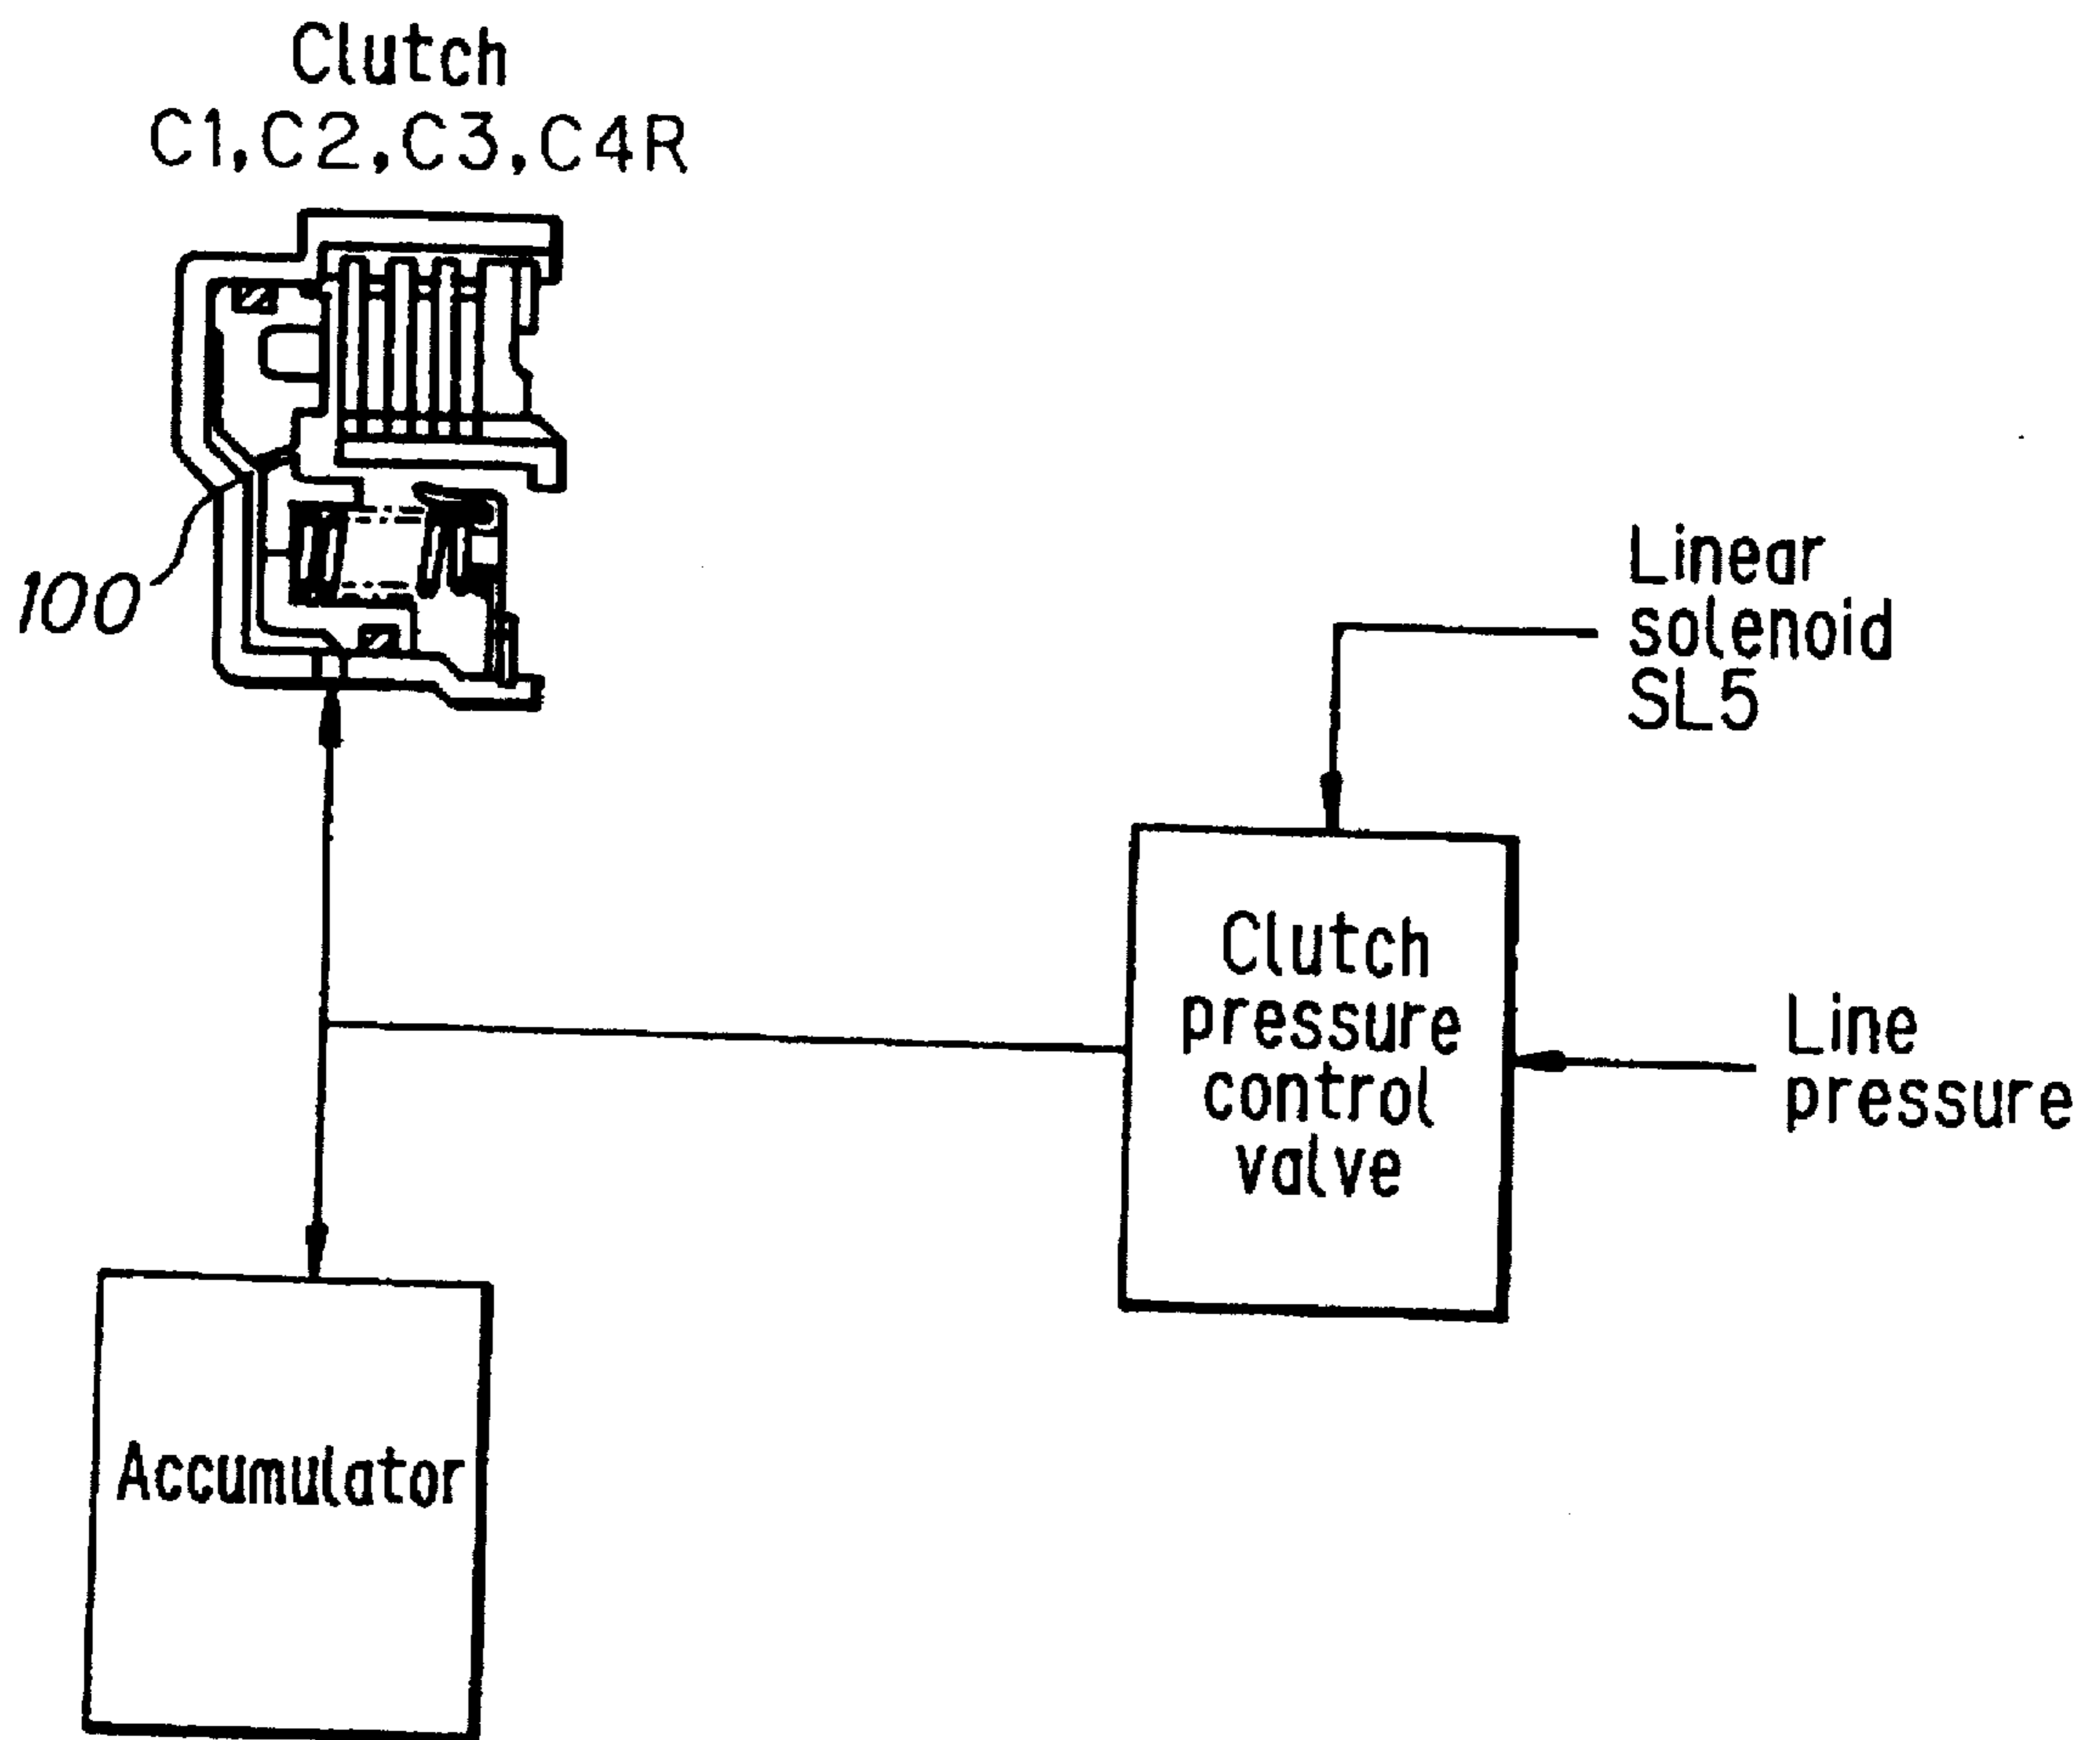 Clutch
C1,C2,C3,C4R
100
Linear
solenoid
SL5
Clutch
pressure
control
valve
Line
pressure
Accumulator